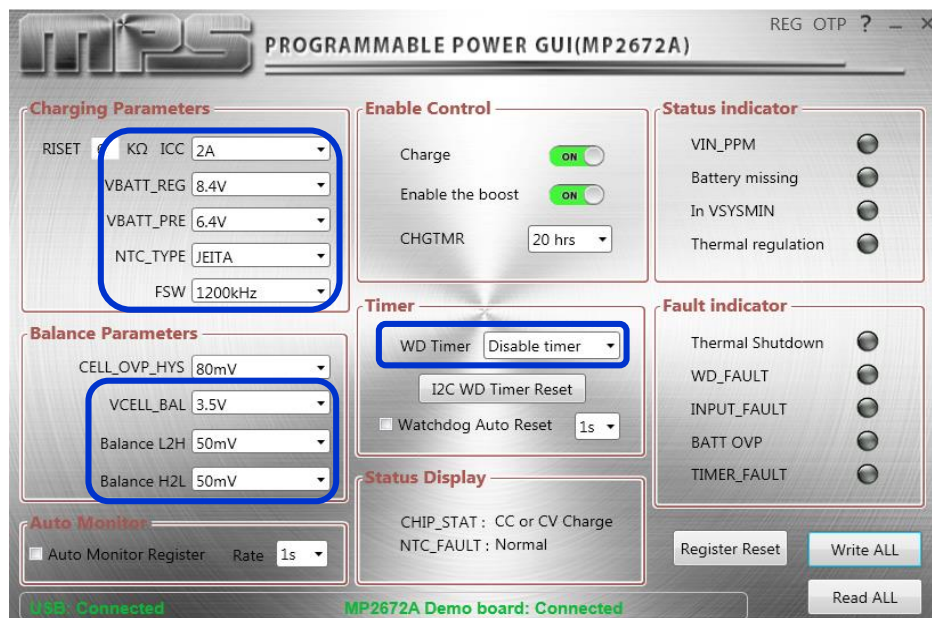 MPS
PROGRAMMABLE POWER GUI(MP2672A)
REG OTP ? – ×
Charging Parameters
RISET KΩ ICC 2A
VBATT_REG 8.4V
VBATT_PRE 6.4V
NTC_TYPE JEITA
FSW 1200kHz
Balance Parameters
CELL_OVP_HYS 80mV
VCELL_BAL 3.5V
Balance L2H 50mV
Balance H2L 50mV
Auto Monitor
Auto Monitor Register Rate 1s
Enable Control
Charge ON
Enable the boost ON
CHGTMR 20 hrs
Timer
WD Timer Disable timer
I2C WD Timer Reset
Watchdog Auto Reset 1s
Status Display
CHIP_STAT : CC or CV Charge
NTC_FAULT : Normal
Status indicator
VIN_PPM
Battery missing
In VSYSMIN
Thermal regulation
Fault indicator
Thermal Shutdown
WD_FAULT
INPUT_FAULT
BATT OVP
TIMER_FAULT
Register Reset Write ALL
Read ALL
USB: Connected
MP2672A Demo board: Connected